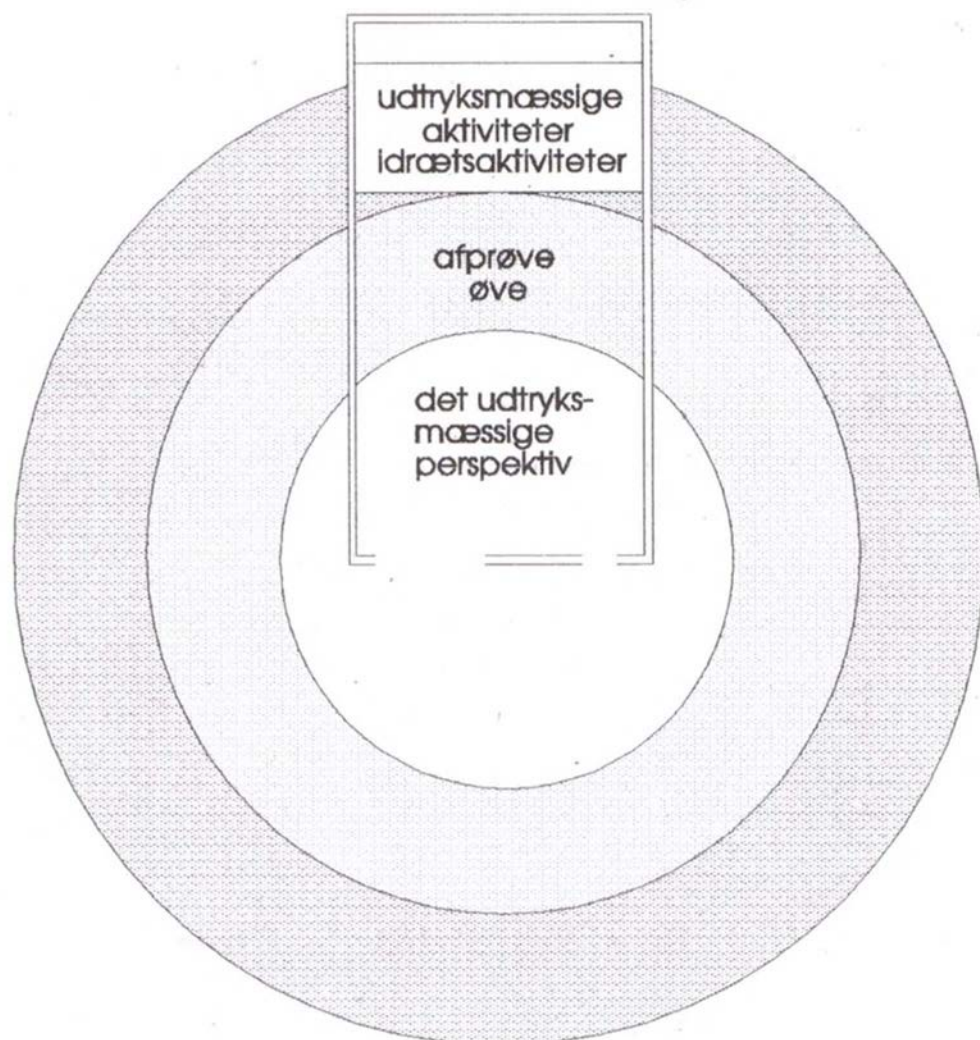 udtryksmæssige
aktiviteter
idrætsaktiviteter
afprøve
øve
det udtryks-
mæssige
perspektiv